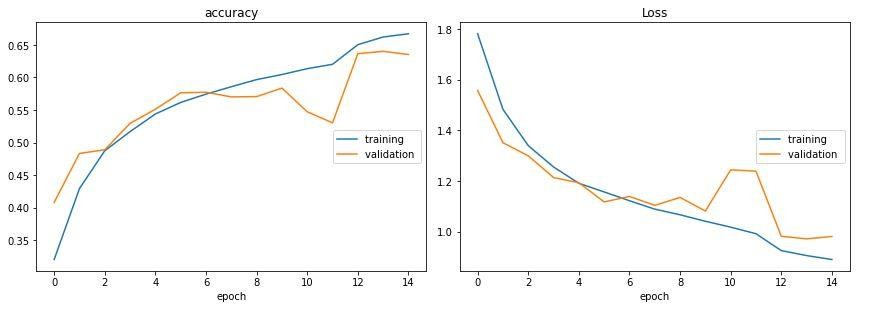 accuracy
0.65
0.60
0.55
0.50
0.45
0.40
0.35
training
validation
0 2 4 6 8 10 12 14
epoch
Loss
1.8
1.6
1.4
1.2
1.0
training
validation
0 2 4 6 8 10 12 14
epoch